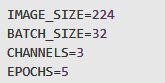 IMAGE_SIZE=224
BATCH_SIZE=32
CHANNELS=3
EPOCHS=5